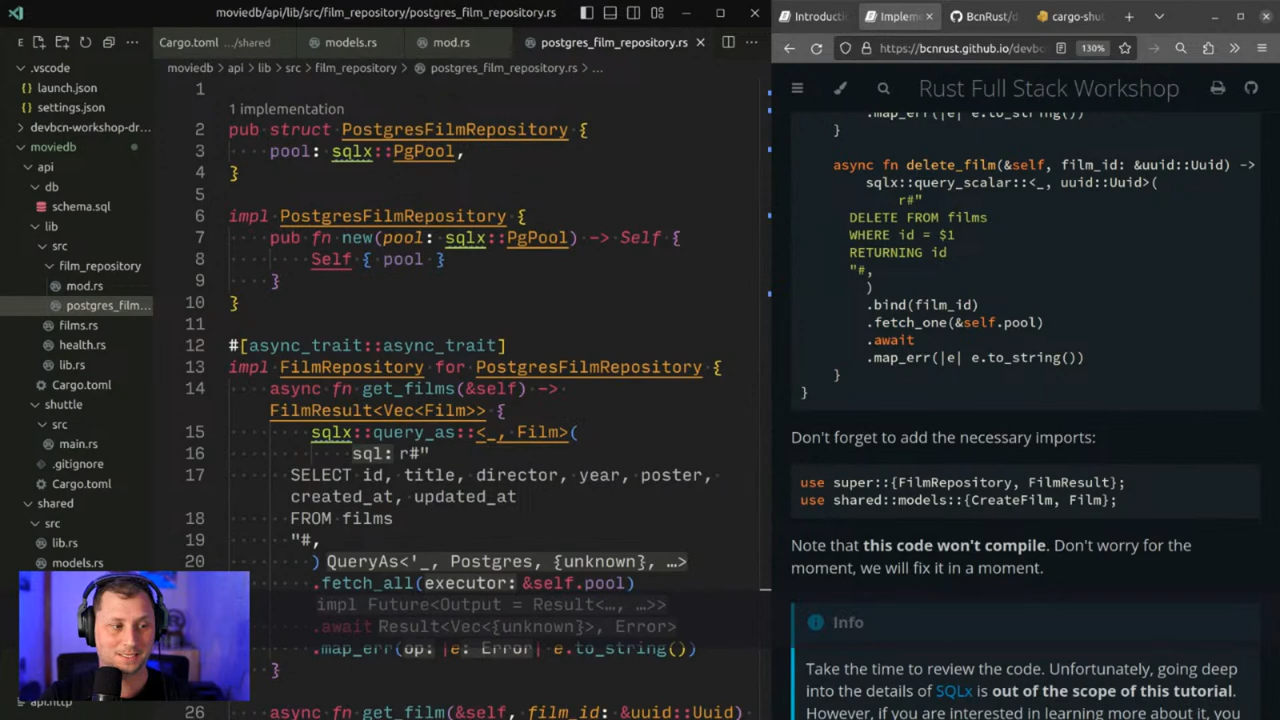 moviedb/api/lib/src/film_repository/postgres_film_repository.rs
Cargo.toml .../shared
models.rs
mod.rs
postgres_film_repository.rs
moviedb > api > lib > src > film_repository > postgres_film_repository.rs > ...
E
.vscode
launch.json
settings.json
devbcn-workshop-dr...
moviedb
api
db
schema.sql
lib
src
film_repository
mod.rs
postgres_film...
films.rs
health.rs
lib.rs
Cargo.toml
shuttle
src
main.rs
.gitignore
Cargo.toml
shared
src
lib.rs
models.rs
api.http
1
1 implementation
2 pub struct PostgresFilmRepository {
3 pool: sqlx::PgPool,
4 }
5
6 impl PostgresFilmRepository {
7 pub fn new(pool: sqlx::PgPool) -> Self {
8 Self { pool }
9 }
10 }
11
12 #[async_trait::async_trait]
13 impl FilmRepository for PostgresFilmRepository {
14 async fn get_films(&self) ->
FilmResult<Vec<Film>> {
15 sqlx::query_as::<_, Film>(
16 sql: r#"
17 SELECT id, title, director, year, poster,
created_at, updated_at
18 FROM films
19 "#,
20 ) QueryAs<'_, Postgres, {unknown}, …>
.fetch_all(executor: &self.pool)
impl Future<Output = Result<…, …>>
.await Result<Vec<{unknown}>, Error>
.map_err(op: |e: Error| e.to_string())
}
26 async fn get_film(&self, film_id: &uuid::Uuid)
Introducti
Implem
BcnRust/d
cargo-shu
https://bcnrust.github.io/devbc
130%
Rust Full Stack Workshop
.map_err(|e| e.to_string())
}
async fn delete_film(&self, film_id: &uuid::Uuid) ->
sqlx::query_scalar::<_, uuid::Uuid>(
r#"
DELETE FROM films
WHERE id = $1
RETURNING id
"#,
)
.bind(film_id)
.fetch_one(&self.pool)
.await
.map_err(|e| e.to_string())
}
}
Don't forget to add the necessary imports:
use super::{FilmRepository, FilmResult};
use shared::models::{CreateFilm, Film};
Note that this code won't compile. Don't worry for the
moment, we will fix it in a moment.
Info
Take the time to review the code. Unfortunately, going deep
into the details of SQLx is out of the scope of this tutorial.
However, if you are interested in learning more about it, you